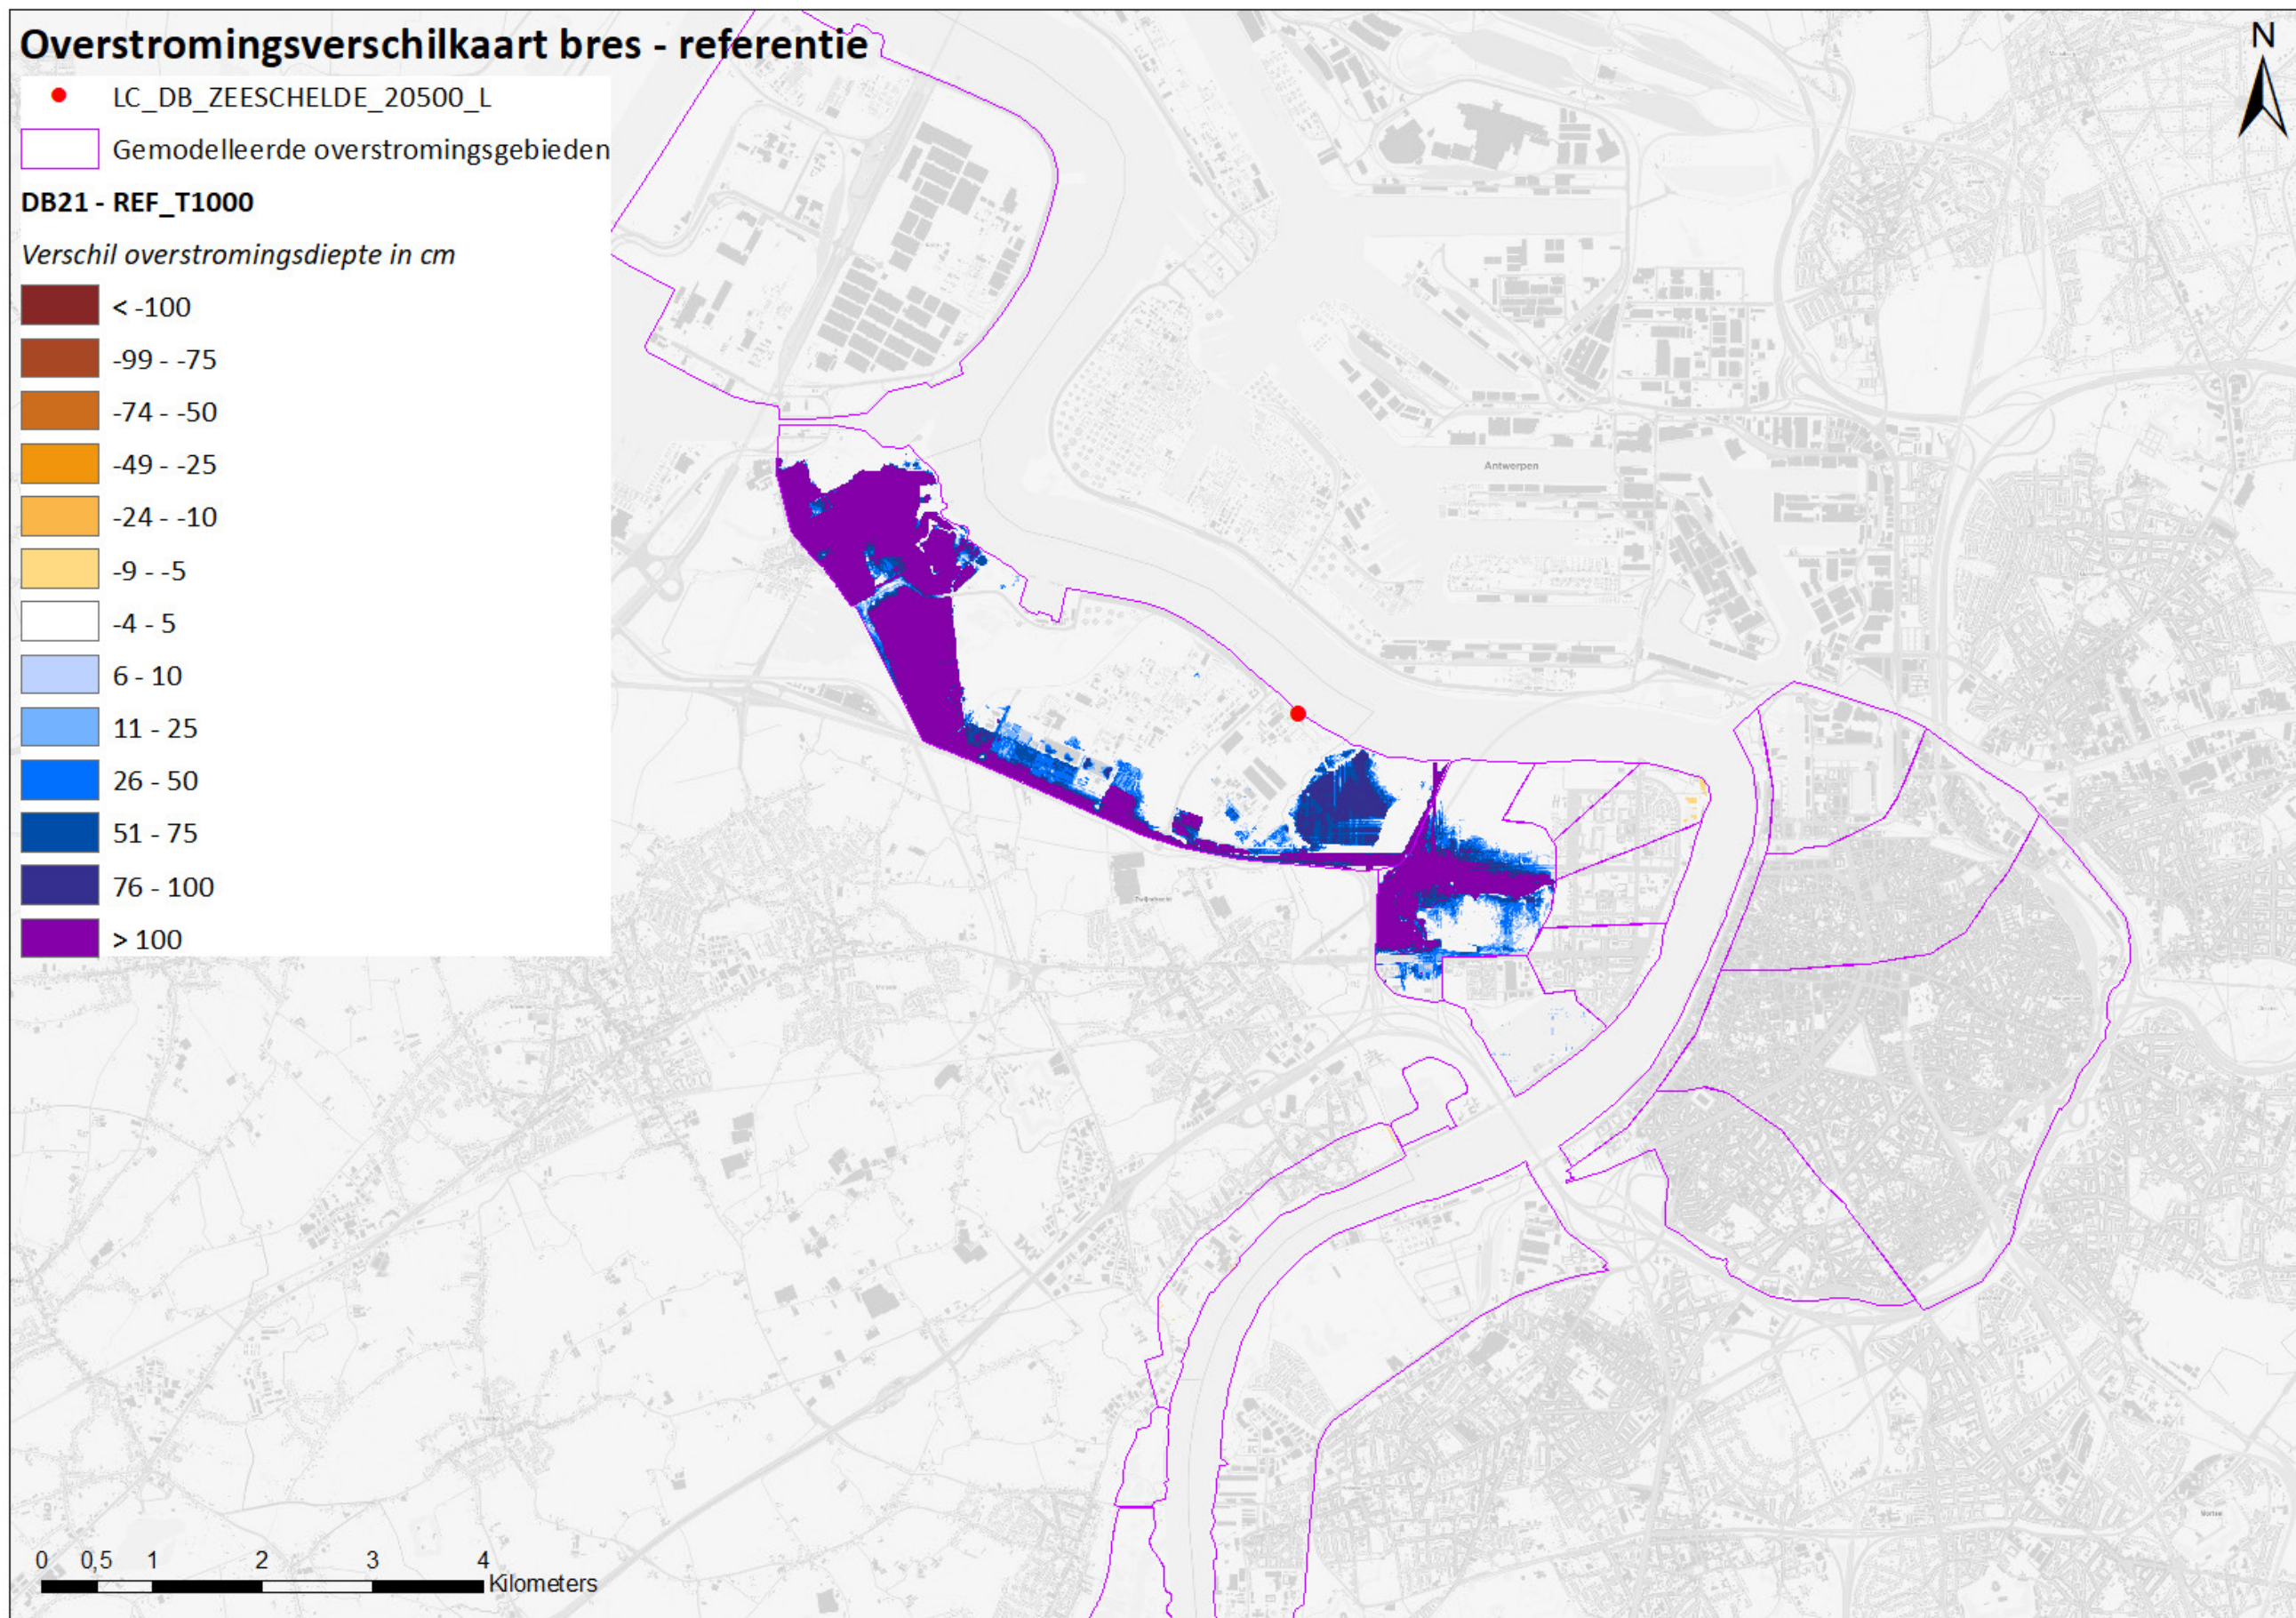 Overstromingsverschilkaart bres - referentie
N
LC_DB_ZEESCHELDE_20500_L
Gemodelleerde overstromingsgebieden
DB21 - REF_T1000
Verschil overstromingsdiepte in cm
< -100
-99 - -75
-74 - -50
-49 - -25
-24 - -10
-9 - -5
-4 - 5
6 - 10
11 - 25
26 - 50
51 - 75
76 - 100
> 100
Antwerpen
0 0,5 1 2 3 4
Kilometers